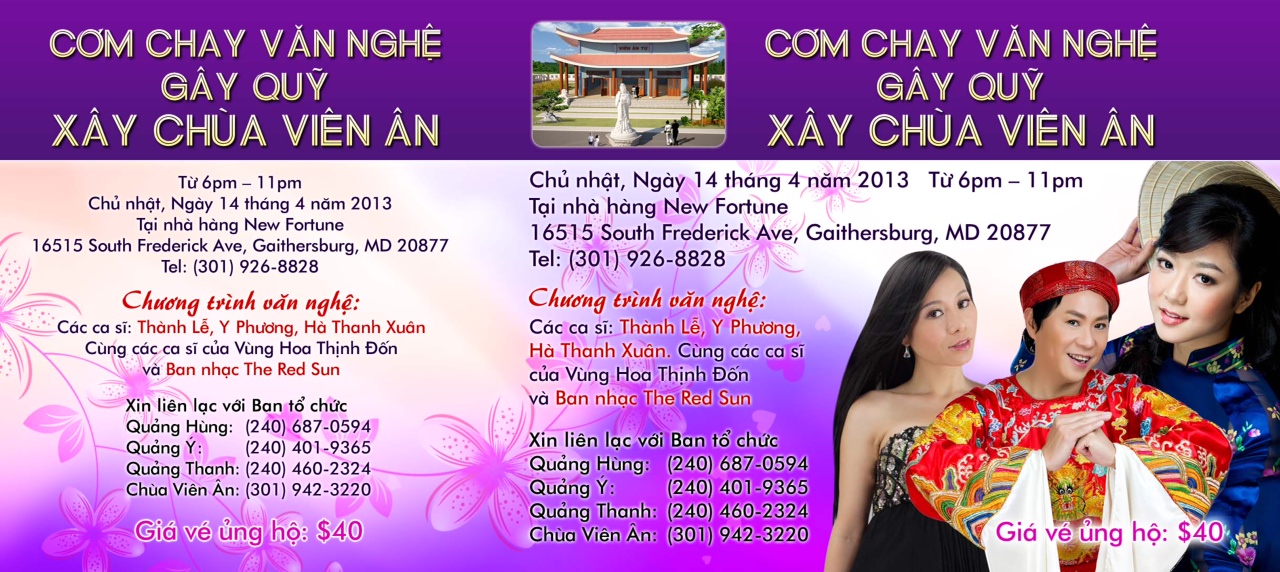 CƠM CHAY VĂN NGHỆ
GÂY QUỸ
XÂY CHÙA VIÊN ÂN
Từ 6pm – 11pm
Chủ nhật, Ngày 14 tháng 4 năm 2013
Tại nhà hàng New Fortune
16515 South Frederick Ave, Gaithersburg, MD 20877
Tel: (301) 926-8828
Chương trình văn nghệ:
Các ca sĩ: Thành Lễ, Y Phương, Hà Thanh Xuân
Cùng các ca sĩ của Vùng Hoa Thịnh Đốn
và Ban nhạc The Red Sun
Xin liên lạc với Ban tổ chức
Quảng Hùng: (240) 687-0594
Quảng Ý: (240) 401-9365
Quảng Thanh: (240) 460-2324
Chùa Viên Ân: (301) 942-3220
Giá vé ủng hộ: $40
VIÊN ÂN TỰ
CƠM CHAY VĂN NGHỆ
GÂY QUỸ
XÂY CHÙA VIÊN ÂN
Chủ nhật, Ngày 14 tháng 4 năm 2013 Từ 6pm – 11pm
Tại nhà hàng New Fortune
16515 South Frederick Ave, Gaithersburg, MD 20877
Tel: (301) 926-8828
Chương trình văn nghệ:
Các ca sĩ: Thành Lễ, Y Phương,
Hà Thanh Xuân. Cùng các ca sĩ
của Vùng Hoa Thịnh Đốn
và Ban nhạc The Red Sun
Xin liên lạc với Ban tổ chức
Quảng Hùng: (240) 687-0594
Quảng Ý: (240) 401-9365
Quảng Thanh: (240) 460-2324
Chùa Viên Ân: (301) 942-3220
Giá vé ủng hộ: $40